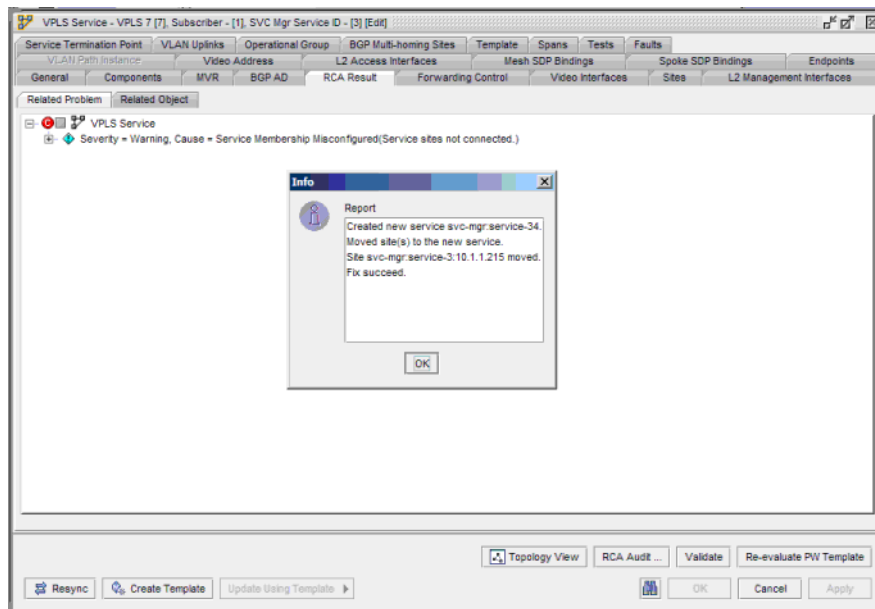 VPLS Service - VPLS 7 [7], Subscriber - [1], SVC Mgr Service ID - [3] [Edit]
Service Termination Point VLAN Uplinks Operational Group BGP Multi-homing Sites Template Spans Tests Faults
VLAN Path Instance Video Address L2 Access Interfaces Mesh SDP Bindings Spoke SDP Bindings Endpoints
General Components MVR BGP AD RCA Result Forwarding Control Video Interfaces Sites L2 Management Interfaces
Related Problem Related Object
C VPLS Service
Severity = Warning, Cause = Service Membership Misconfigured(Service sites not connected.)
Info
Report
Created new service svc-mgr:service-34.
Moved site(s) to the new service.
Site svc-mgr:service-3:10.1.1.215 moved.
Fix succeed.
OK
Topology View RCA Audit ... Validate Re-evaluate PW Template
Resync Create Template Update Using Template OK Cancel Apply